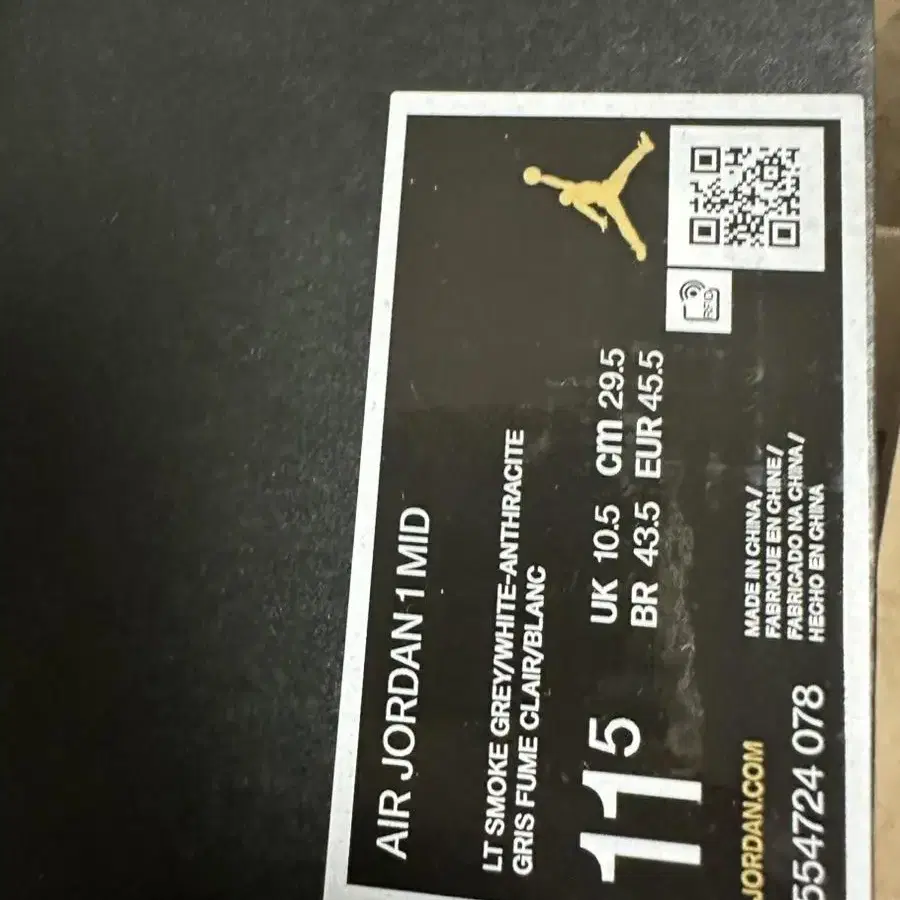 AIR JORDAN 1 MID
LT SMOKE GREY/WHITE-ANTHRACITE
GRIS FUME CLAIR/BLANC
11 5
UK 10.5 cm 29.5
BR 43.5 EUR 45.5
RFID
MADE IN CHINA/
FABRIQUE EN CHINE/
FABRICADO NA CHINA/
HECHO EN CHINA
JORDAN.COM
554724 078